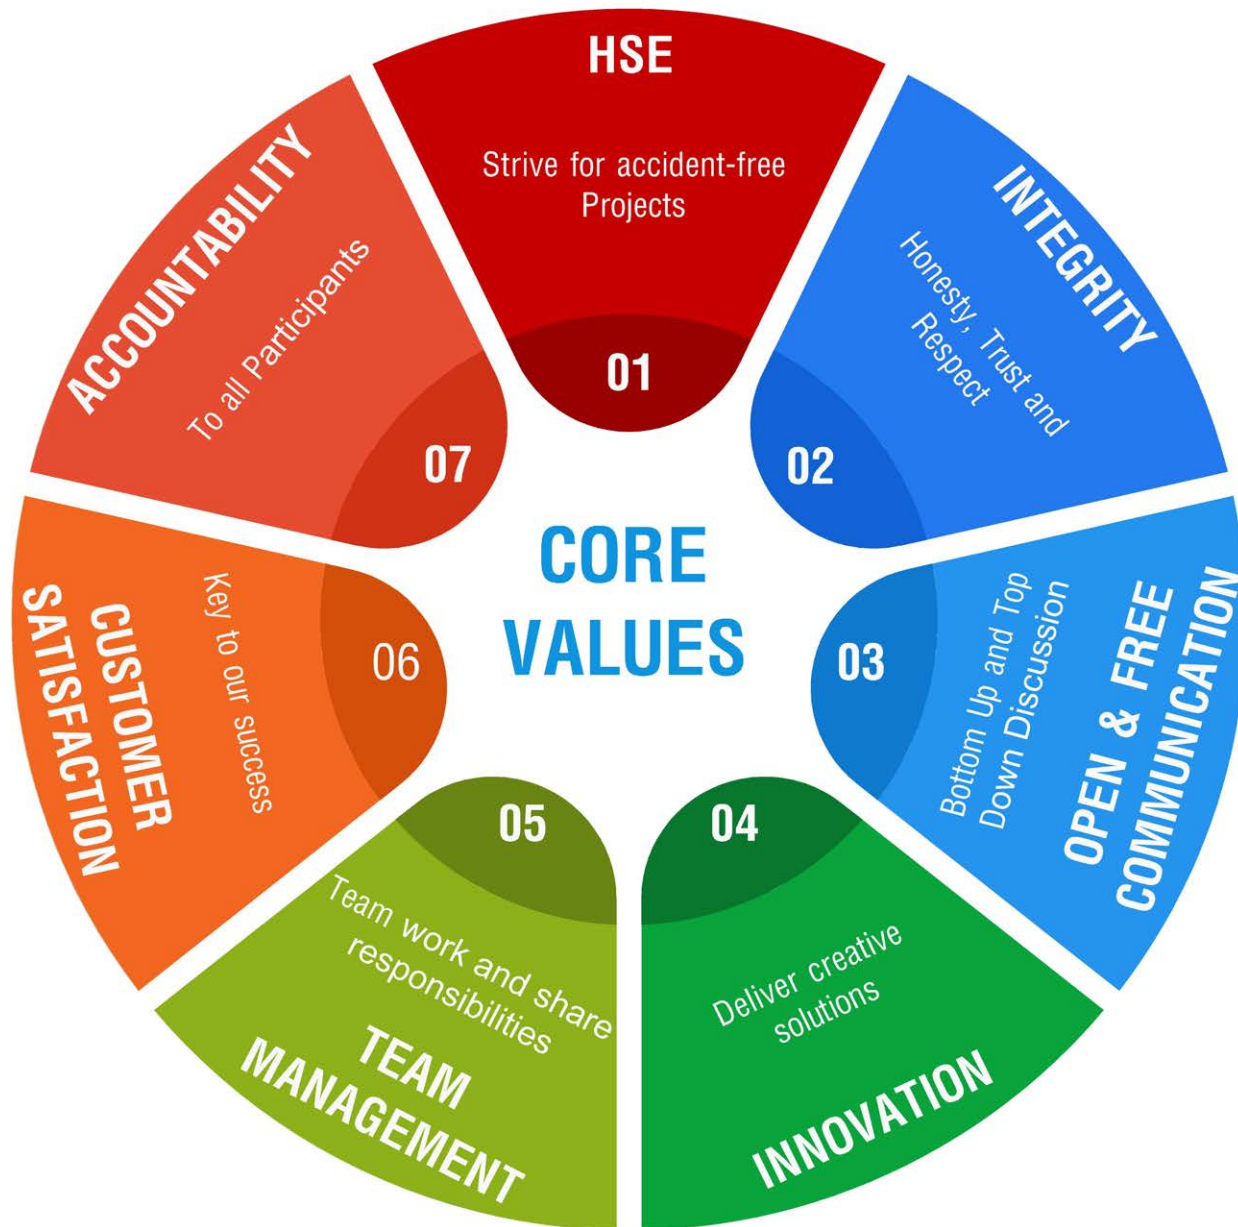 CORE
VALUES
HSE
Strive for accident-free
Projects
01
INTEGRITY
Honesty, Trust and
Respect
02
OPEN & FREE
COMMUNICATION
Bottom Up and Top
Down Discussion
03
INNOVATION
Deliver creative
solutions
04
TEAM
MANAGEMENT
Team work and share
responsibilities
05
CUSTOMER
SATISFACTION
Key to our success
06
ACCOUNTABILITY
To all Participants
07